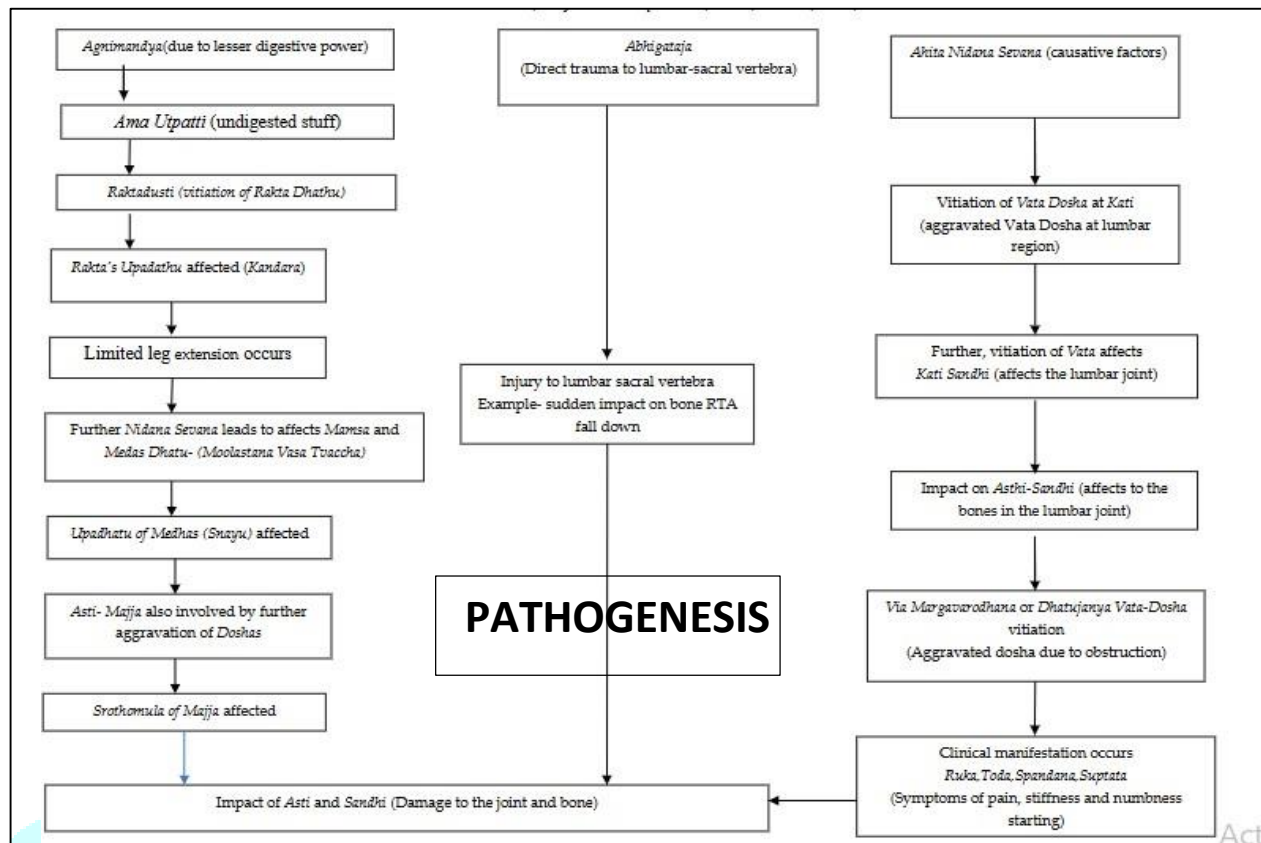 Agnimandya(due to lesser digestive power)
Ama Utpatti (undigested stuff)
Raktadusti (vitiation of Rakta Dhathu)
Rakta's Upadathu affected (Kandara)
Limited leg extension occurs
Further Nidana Sevana leads to affects Mamsa and
Medas Dhatu- (Moolastana Vasa Tvaccha)
Upadhatu of Medhas (Snayu) affected
Asti- Majja also involved by further
aggravation of Doshas
Srothomula of Majja affected
Impact of Asti and Sandhi (Damage to the joint and bone)
Abhigataja
(Direct trauma to lumbar-sacral vertebra)
Injury to lumbar sacral vertebra
Example- sudden impact on bone RTA
fall down
PATHOGENESIS
Ahita Nidana Sevana (causative factors)
Vitiation of Vata Dosha at Kati
(aggravated Vata Dosha at lumbar
region)
Further, vitiation of Vata affects
Kati Sandhi (affects the lumbar joint)
Impact on Asthi-Sandhi (affects to the
bones in the lumbar joint)
Via Margavarodhana or Dhatujanya Vata-Dosha
vitiation
(Aggravated dosha due to obstruction)
Clinical manifestation occurs
Ruka,Toda,Spandana,Suptata
(Symptoms of pain, stiffness and numbness
starting)
Act